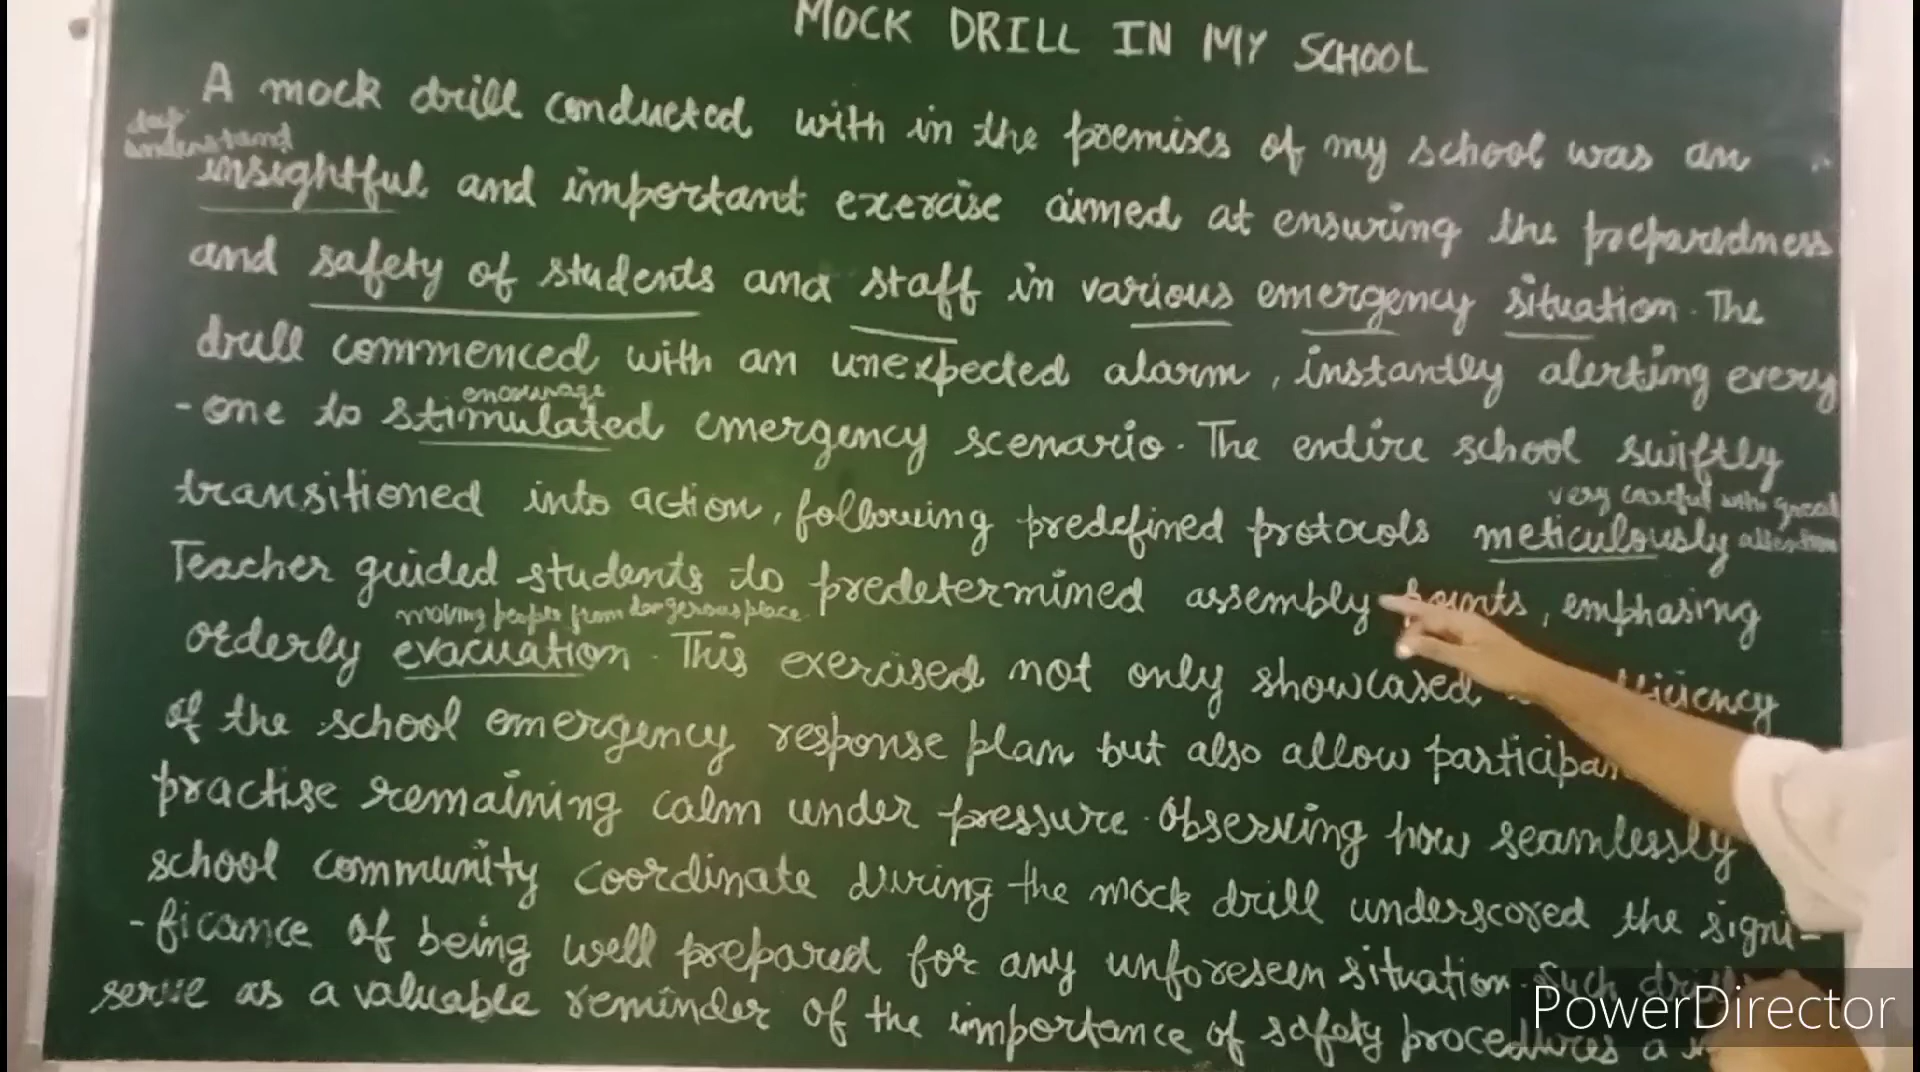 MOCK DRILL IN MY SCHOOL
A mock drill conducted with in the premises of my school was an
deep understand
insightful and important exercise aimed at ensuring the preparedness
and safety of students and staff in various emergency situation. The
drill commenced with an unexpected alarm, instantly alerting every
encourage
-one to stimulated emergency scenario. The entire school swiftly
very careful with great
transitioned into action, following predefined protocols meticulously attention
Teacher guided students to predetermined assembly points, emphasing
moving people from dangerous place
orderly evacuation. This exercised not only showcased
of the school emergency response plan but also allow
practise remaining calm under pressure. Observing how seamlessly
school community coordinate during the mock drill underscored the signi-
-ficance of being well prepared for any unforeseen situation. Such
serve as a valuable reminder of the importance of safety procedures
PowerDirector